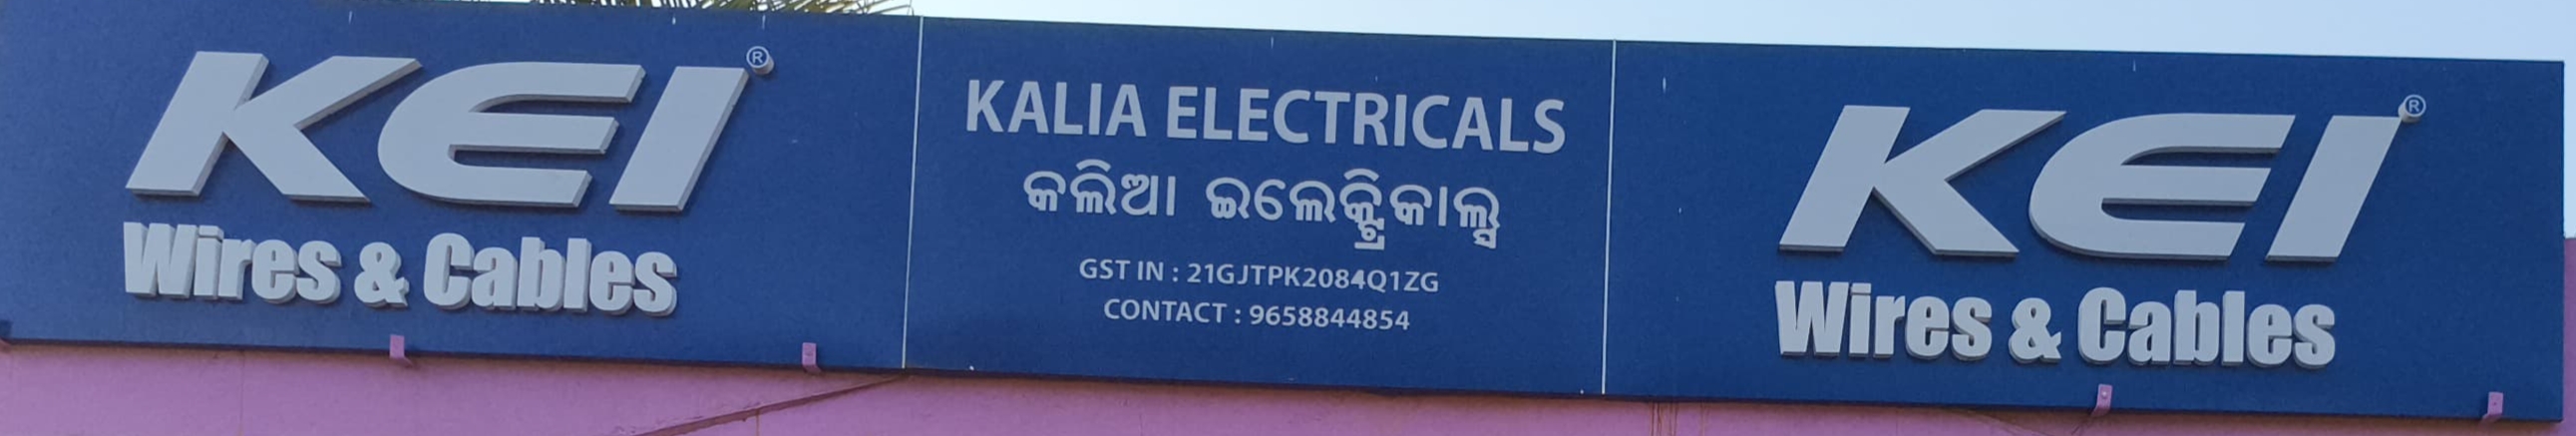 KEI®
Wires & Cables
KALIA ELECTRICALS
କଲିଆ ଇଲେକ୍ଟ୍ରିକାଲ୍ସ
GST IN : 21GJTPK2084Q1ZG
CONTACT : 9658844854
KEI®
Wires & Cables